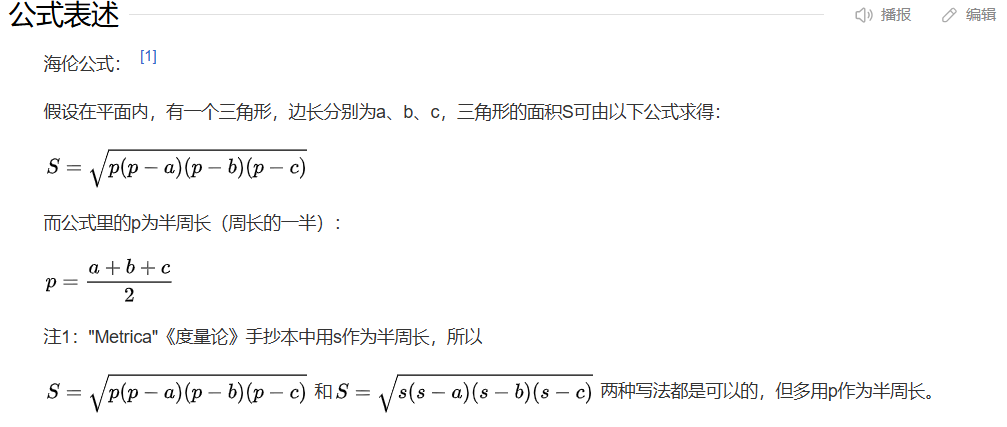 公式表述
播报
编辑
海伦公式： [1]
假设在平面内，有一个三角形，边长分别为a、b、c，三角形的面积S可由以下公式求得：
S = √p(p − a)(p − b)(p − c)
而公式里的p为半周长（周长的一半）：
p = (a + b + c)/2
注1："Metrica"《度量论》手抄本中用s作为半周长，所以
S = √p(p − a)(p − b)(p − c) 和 S = √s(s − a)(s − b)(s − c) 两种写法都是可以的，但多用p作为半周长。